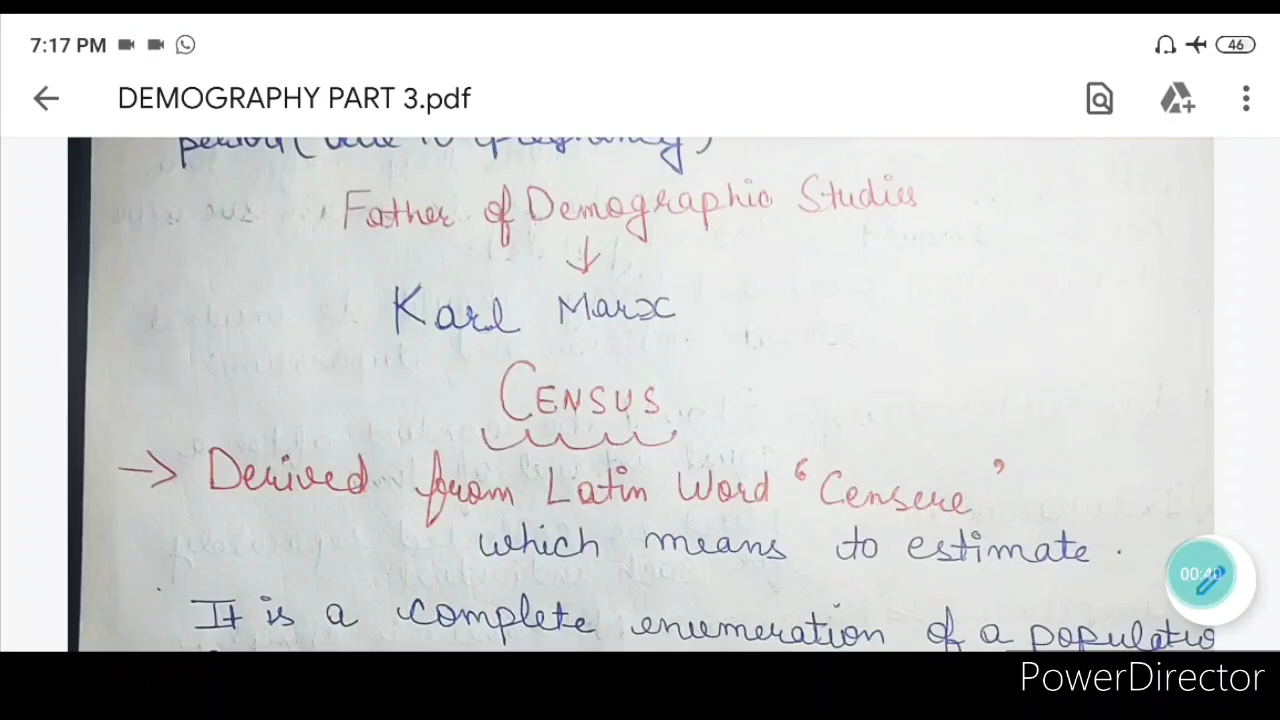 7:17 PM
46
DEMOGRAPHY PART 3.pdf
Father of Demographic Studies
↓
Karl Marx
CENSUS
→ Derived from Latin Word ‘Censere’
which means to estimate.
It is a complete enumeration of a populatio
00:40
PowerDirector